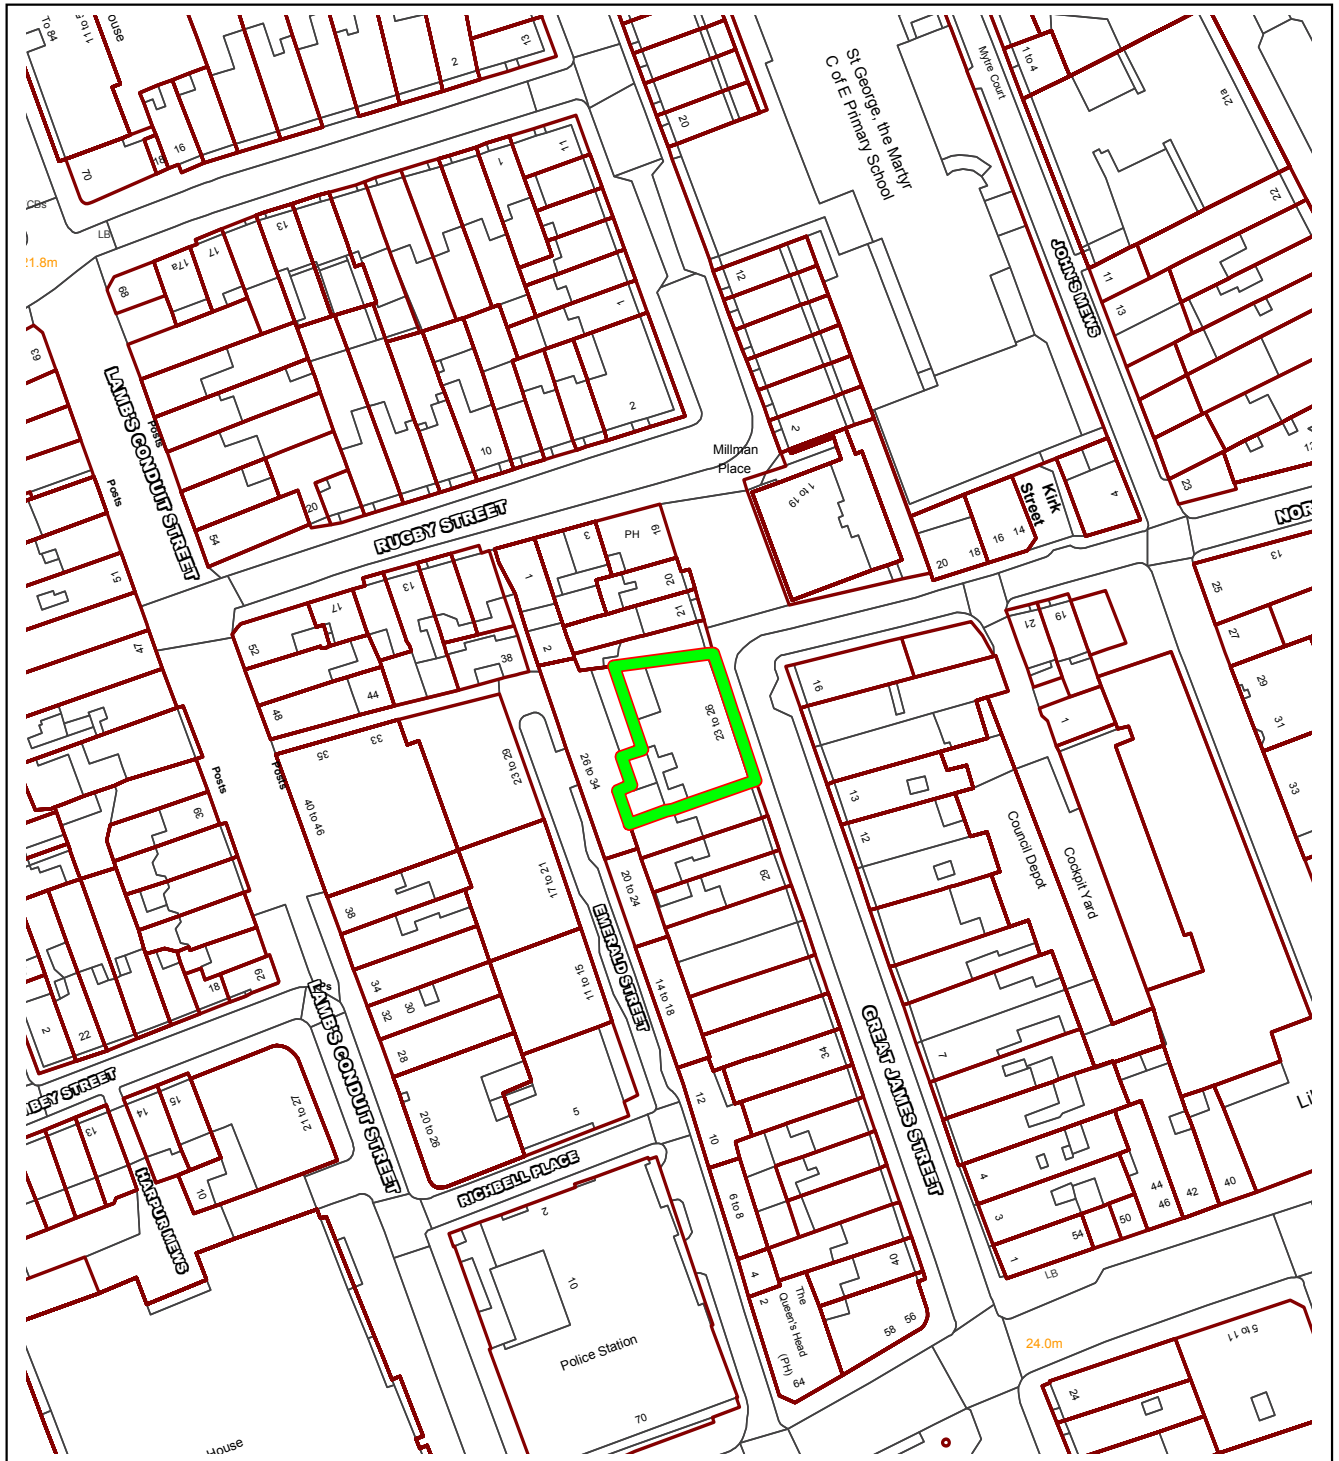 To 84
11 to 5
ouse
2
13
16
18
70
CBs
LB
21.8m
20
St George, the Martyr
C of E Primary School
Mytre Court
1 to 4
21a
22
JOHN'S MEWS
11
13
23
11
1
13
17
17a
68
63
12
1
2
2
10
Millman
Place
1 to 19
LAMB'S CONDUIT STREET
Posts
Posts
20
54
RUGBY STREET
51
47
Kirk
Street
4
20
18
16
14
NOR
13
25
27
29
31
33
3
PH
19
20
21
1
2
13
17
52
38
44
48
16
21
19
1
23 to 26
26 to 34
23 to 29
33
35
40 to 46
Posts
Posts
39
13
12
Council Depot
Cockpit Yard
29
20 to 24
17 to 21
EMERALD STREET
38
34
32
30
28
11 to 15
14 to 18
34
GREAT JAMES STREET
7
29
18
22
2
LAMB'S CONDUIT STREET
BEY STREET
14
15
13
21 to 27
10
HARPUR MEWS
20 to 26
5
RICHBELL PLACE
12
10
6 to 8
4
2
40
58
56
The
Queen's Head
(PH)
64
4
3
1
54
50
44
46
42
40
LB
24.0m
2
10
Police Station
70
House
24
5 to 11